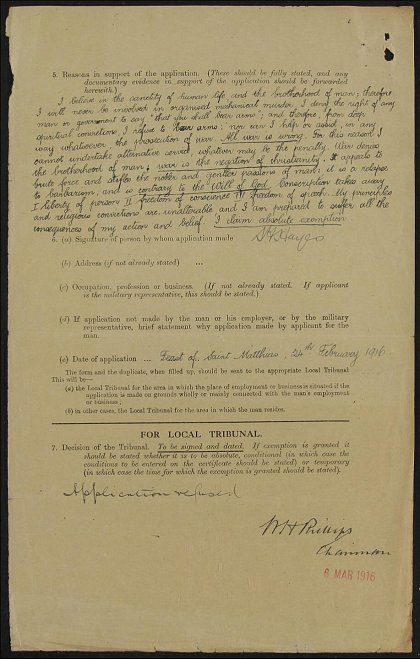 5. Reasons in support of the application. (These should be fully stated, and any
documentary evidence in support of the application should be forwarded
herewith.)
I believe in the sanctity of human life and the brotherhood of man; therefore
I will never be involved in organised mechanical murder, I deny the right of any
man or government to say "that you shall bear arms"; and therefore, from deep
spiritual conviction I refuse to bear arms: nor will I help or assist, in any
way whatsoever, the prosecution of war. All war is wrong. For this reason I
cannot undertake alternative service, whatever may be the penalty. War denies
the brotherhood of man; war is the negation of christianity. It appeals to
brute force and stifles the nobler and gentler passions of man: it is a relapse
to barbarism, and is contrary to the Will of God. Conscription takes away
I liberty of person II freedom of conscience III freedom of speech. My principles
and religious convictions are unalterable and I am prepared to suffer all the
consequences of my action and belief. I claim absolute exemption
6. (a) Signature of person by whom application made
(b) Address (if not already stated) ...
(c) Occupation, profession or business. (If not already stated. If applicant
is the military representative, this should be stated.)
(d) If application not made by the man or his employer, or by the military
representative, brief statement why application made by applicant for the
man.
(e) Date of application ... Feast of Saint Matthias, 24th February 1916
The form and the duplicate, when filled up, should be sent to the appropriate Local Tribunal
This will be—
(a) the Local Tribunal for the area in which the place of employment or business is situated if the
application is made on grounds wholly or mainly connected with the man's employment
or business;
(b) in other cases, the Local Tribunal for the area in which the man resides.
FOR LOCAL TRIBUNAL.
7. Decision of the Tribunal. To be signed and dated. If exemption is granted it
should be stated whether it is to be absolute, conditional (in which case the
conditions to be entered on the certificate should be stated) or temporary
(in which case the time for which the exemption is granted should be stated).
Application refused
W H Phillips
Chairman
6 MAR 1916